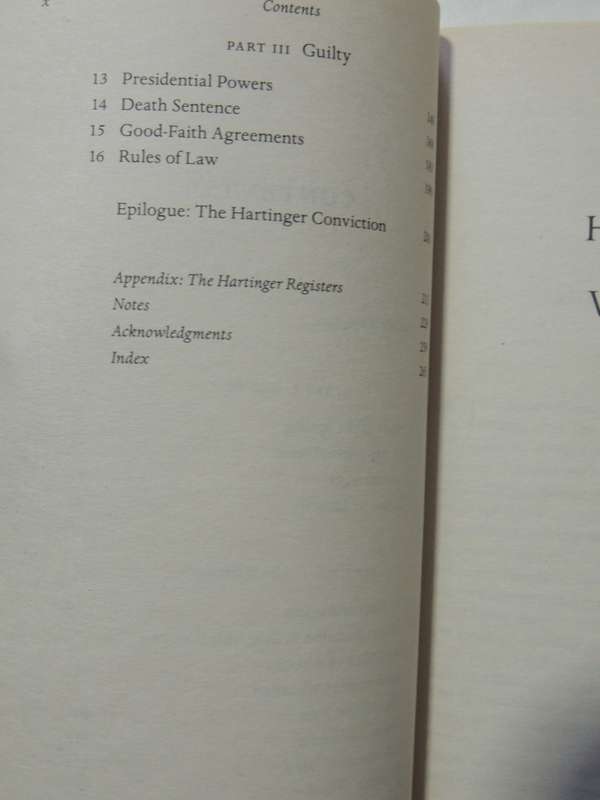 x Contents
PART III Guilty
13 Presidential Powers
14 Death Sentence
15 Good-Faith Agreements
16 Rules of Law
Epilogue: The Hartinger Conviction
Appendix: The Hartinger Registers
Notes
Acknowledgments
Index
H